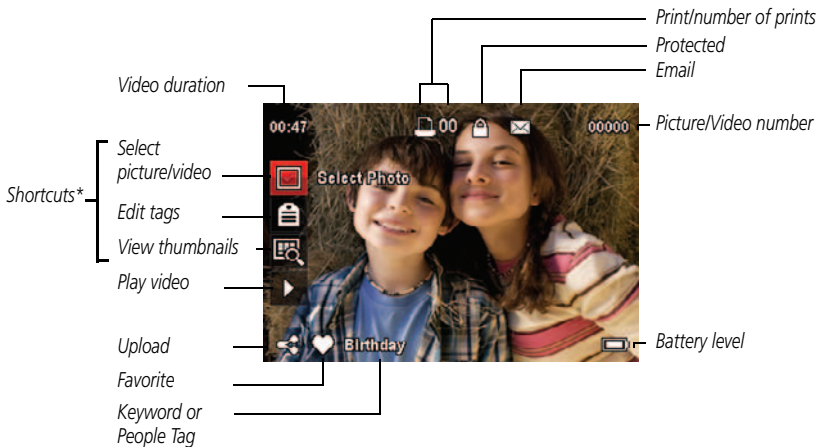 Print/number of prints
Protected
Email
Video duration
Picture/Video number
00:47
00
00000
Select
picture/video
Select Photo
Shortcuts*
Edit tags
View thumbnails
Play video
Upload
Birthday
Battery level
Favorite
Keyword or
People Tag